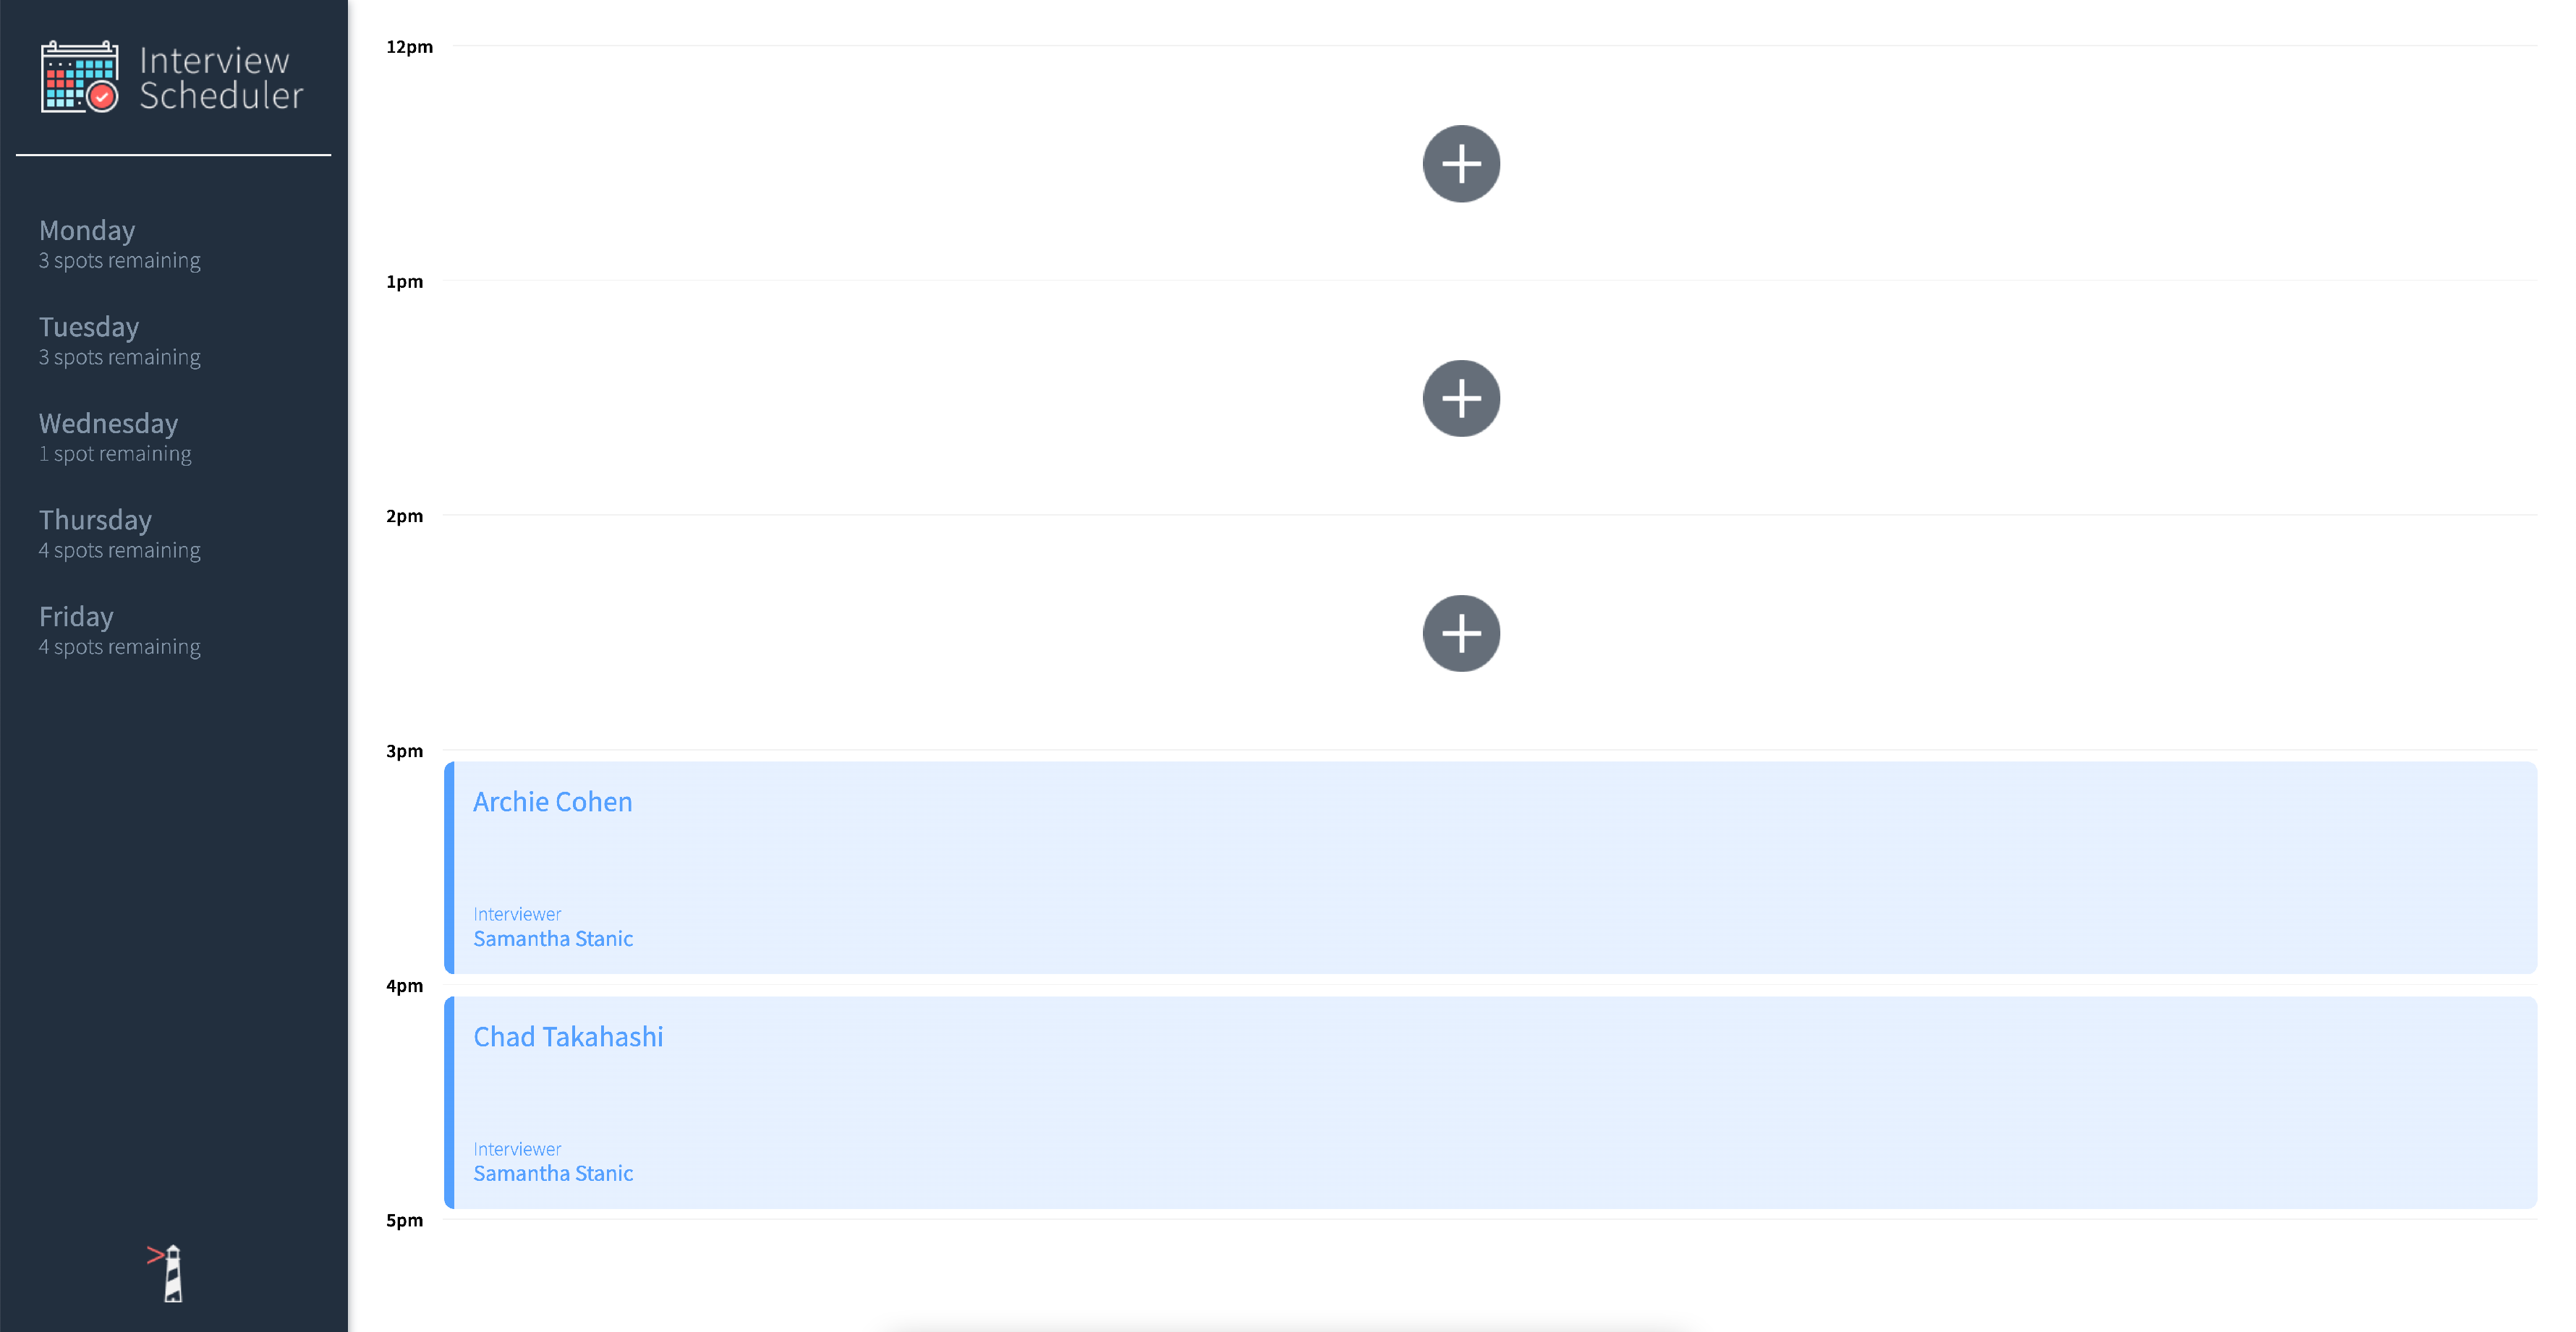 Interview
Scheduler
Monday
3 spots remaining
Tuesday
3 spots remaining
Wednesday
1 spot remaining
Thursday
4 spots remaining
Friday
4 spots remaining
12pm
1pm
2pm
3pm
Archie Cohen
Interviewer
Samantha Stanic
4pm
Chad Takahashi
Interviewer
Samantha Stanic
5pm